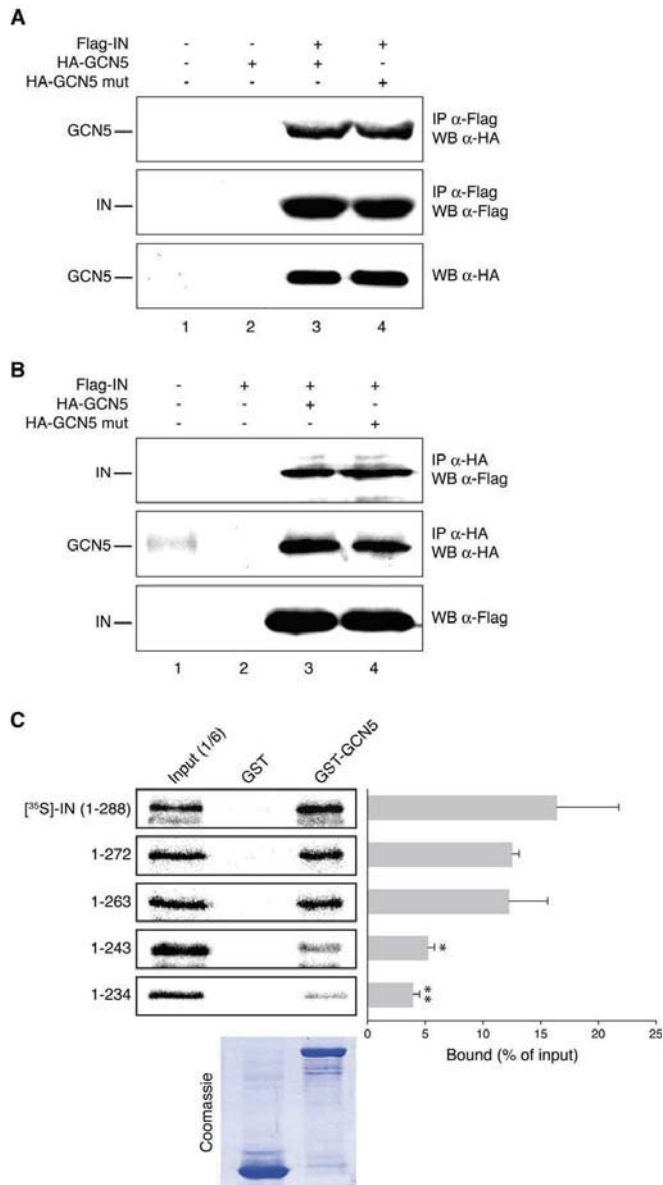 A
Flag-IN - - + +
HA-GCN5 - + + -
HA-GCN5 mut - - - +
GCN5 IP α-Flag
WB α-HA
IN IP α-Flag
WB α-Flag
GCN5 WB α-HA
1 2 3 4
B
Flag-IN - + + +
HA-GCN5 - - + -
HA-GCN5 mut - - - +
IN IP α-HA
WB α-Flag
GCN5 IP α-HA
WB α-HA
IN WB α-Flag
1 2 3 4
C
Input (1/6) GST GST-GCN5
[³⁵S]-IN (1-288)
1-272
1-263
1-243 *
1-234 **
0 5 10 15 20 25
Bound (% of input)
Coomassie